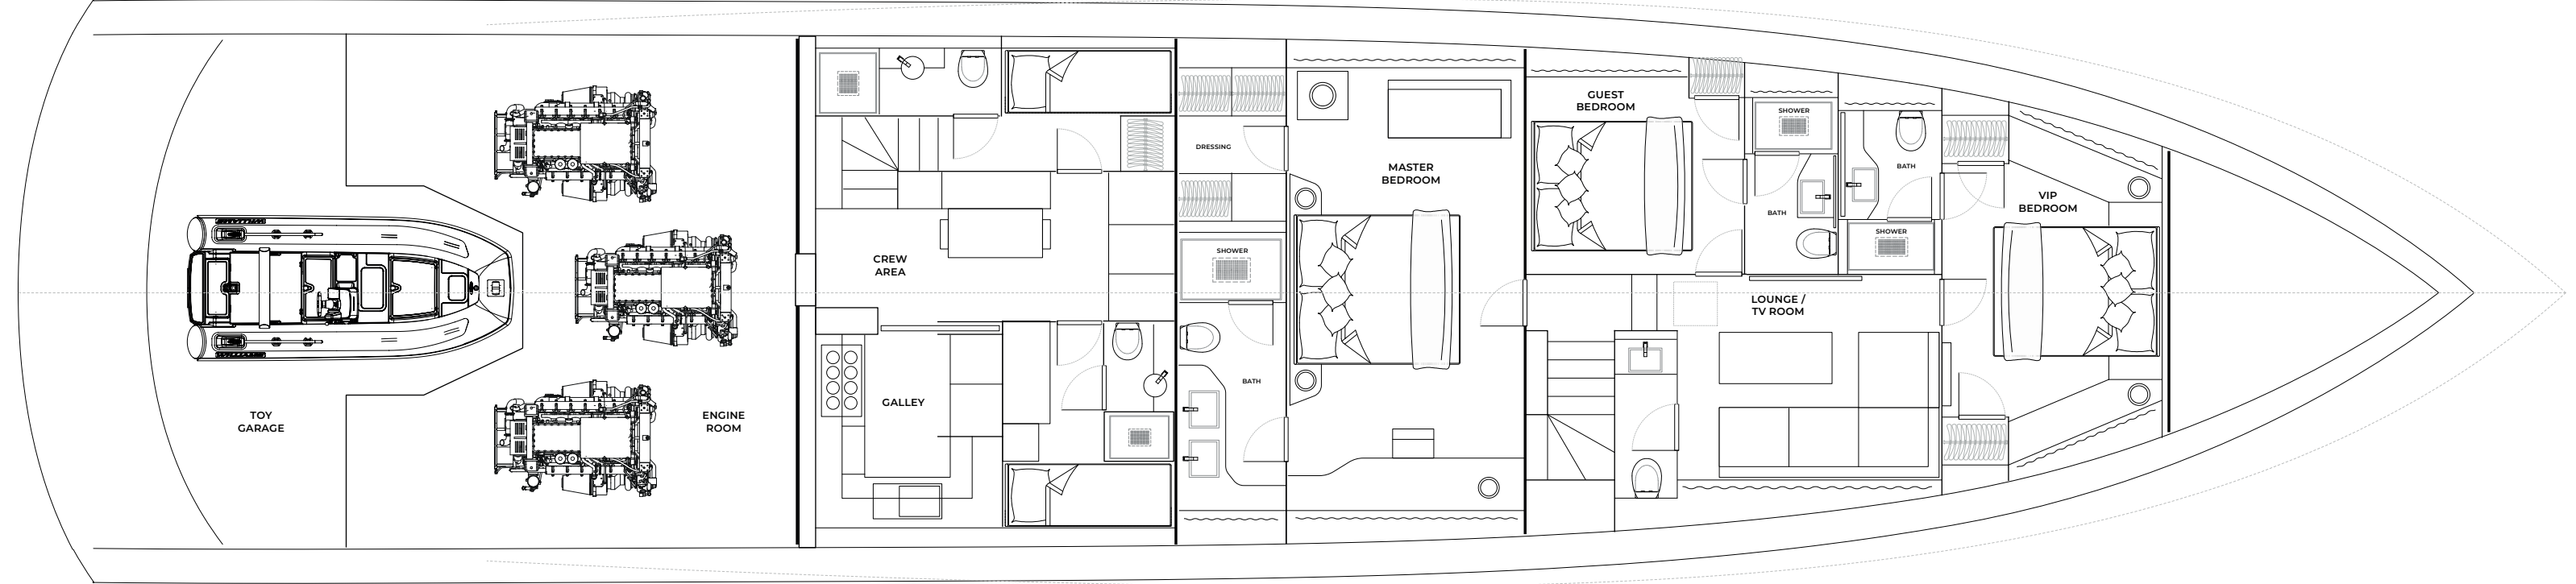 TOY
GARAGE
ENGINE
ROOM
CREW
AREA
GALLEY
DRESSING
SHOWER
BATH
MASTER
BEDROOM
GUEST
BEDROOM
SHOWER
BATH
BATH
SHOWER
LOUNGE /
TV ROOM
VIP
BEDROOM